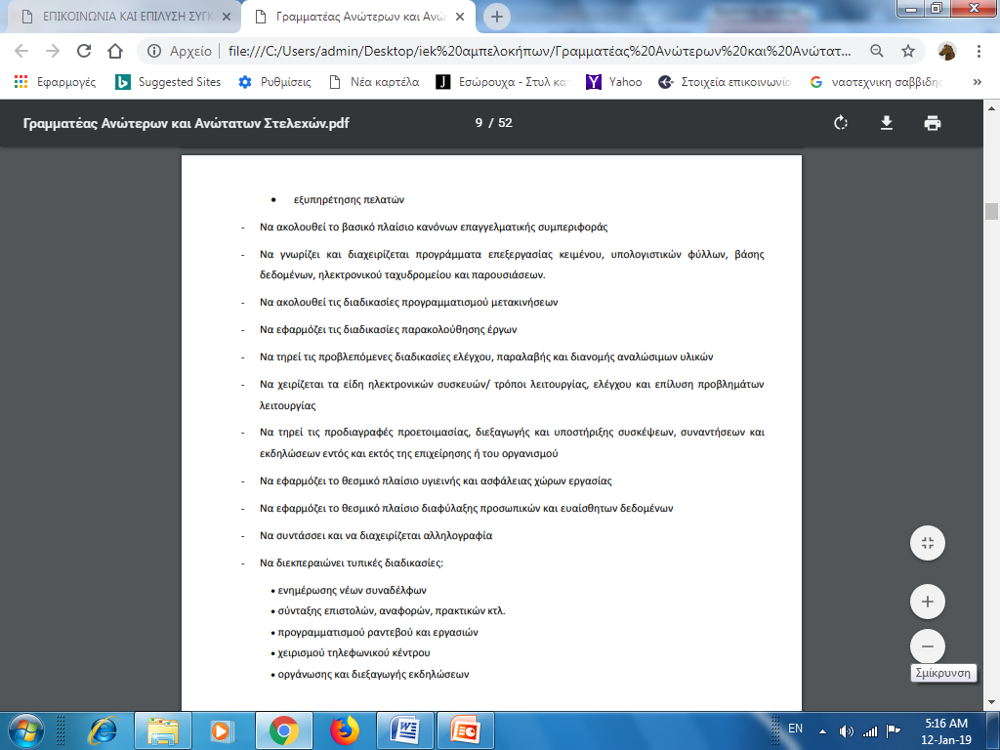 ΕΠΙΚΟΙΝΩΝΙΑ ΚΑΙ ΕΠΙΛΥΣΗ ΣΥΓΚ
Γραμματέας Ανώτερων και Ανώ
Αρχείο | file:///C:/Users/admin/Desktop/iek%20αμπελοκήπων/Γραμματέας%20Ανώτερων%20και%20Ανώτατ...
Εφαρμογές Suggested Sites Ρυθμίσεις Νέα καρτέλα Εσώρουχα - Στυλ κα Yahoo Στοιχεία επικοινωνία ναοτεχνικη σαββιδης »
Γραμματέας Ανώτερων και Ανώτατων Στελεχών.pdf 9 / 52
• εξυπηρέτησης πελατών
- Να ακολουθεί το βασικό πλαίσιο κανόνων επαγγελματικής συμπεριφοράς
- Να γνωρίζει και διαχειρίζεται προγράμματα επεξεργασίας κειμένου, υπολογιστικών φύλλων, βάσης
δεδομένων, ηλεκτρονικού ταχυδρομείου και παρουσιάσεων.
- Να ακολουθεί τις διαδικασίες προγραμματισμού μετακινήσεων
- Να εφαρμόζει τις διαδικασίες παρακολούθησης έργων
- Να τηρεί τις προβλεπόμενες διαδικασίες ελέγχου, παραλαβής και διανομής αναλώσιμων υλικών
- Να χειρίζεται τα είδη ηλεκτρονικών συσκευών/ τρόποι λειτουργίας, ελέγχου και επίλυση προβλημάτων
λειτουργίας
- Να τηρεί τις προδιαγραφές προετοιμασίας, διεξαγωγής και υποστήριξης συσκέψεων, συναντήσεων και
εκδηλώσεων εντός και εκτός της επιχείρησης ή του οργανισμού
- Να εφαρμόζει το θεσμικό πλαίσιο υγιεινής και ασφάλειας χώρων εργασίας
- Να εφαρμόζει το θεσμικό πλαίσιο διαφύλαξης προσωπικών και ευαίσθητων δεδομένων
- Να συντάσσει και να διαχειρίζεται αλληλογραφία
- Να διεκπεραιώνει τυπικές διαδικασίες:
• ενημέρωσης νέων συναδέλφων
• σύνταξης επιστολών, αναφορών, πρακτικών κτλ.
• προγραμματισμού ραντεβού και εργασιών
• χειρισμού τηλεφωνικού κέντρου
• οργάνωσης και διεξαγωγής εκδηλώσεων
Σμίκρυνση
EN 5:16 AM
12-Jan-19